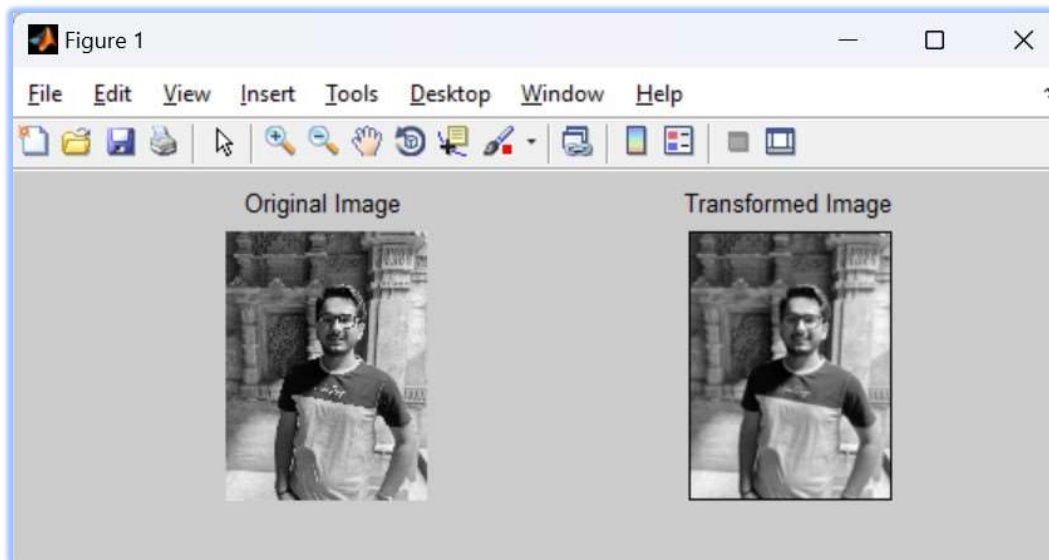 Figure 1
File Edit View Insert Tools Desktop Window Help
Original Image
Transformed Image